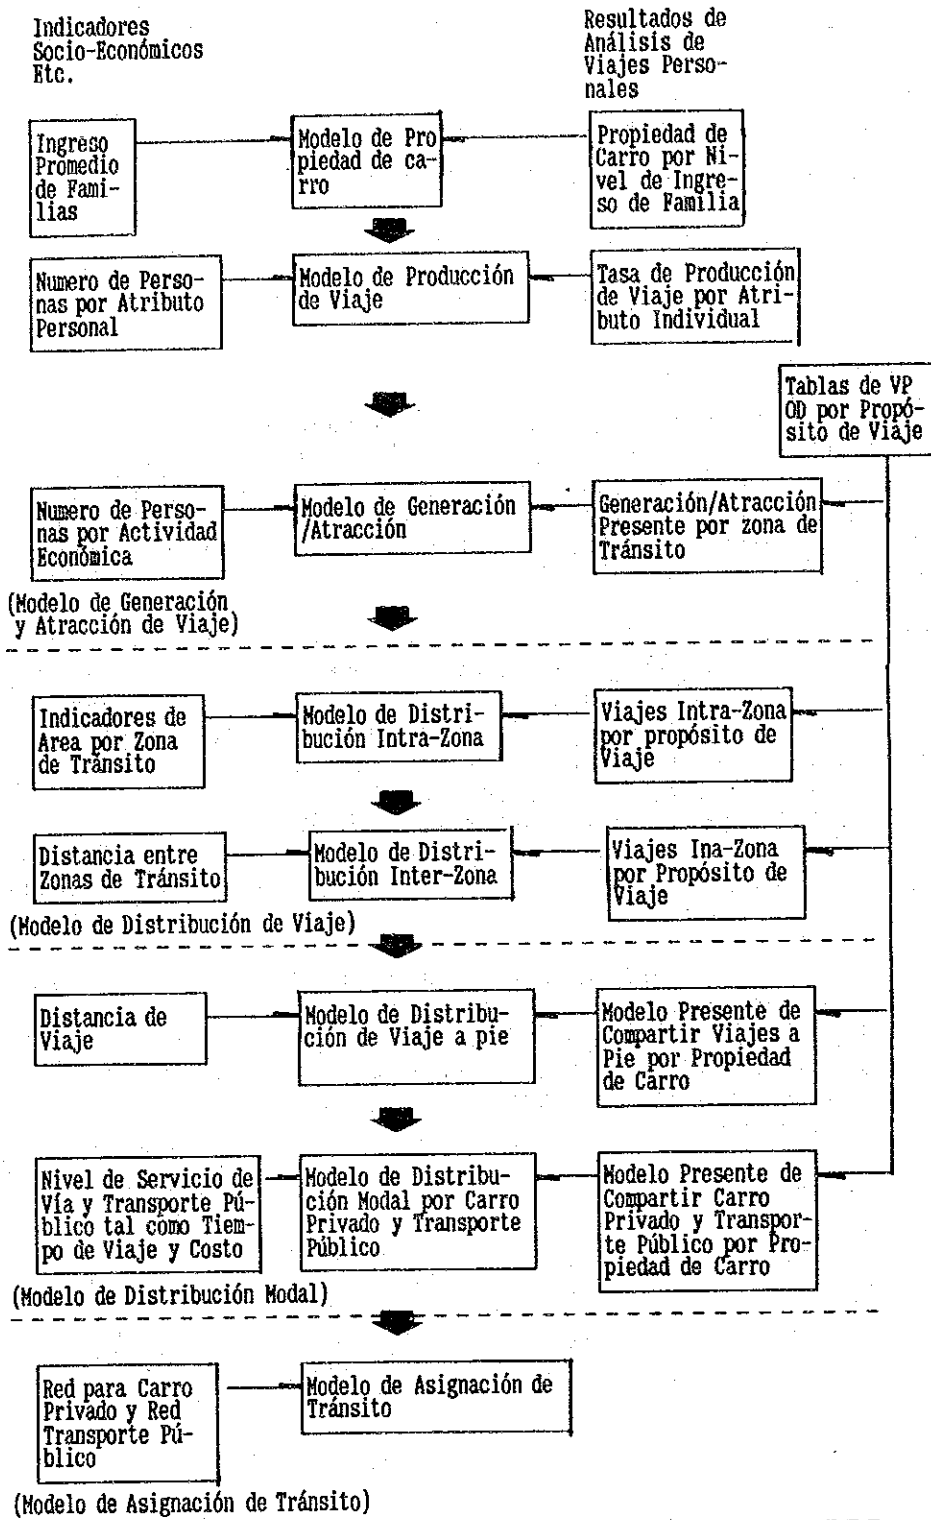 Indicadores
Socio-Económicos
Etc.
Resultados de
Análisis de
Viajes Perso-
nales
Ingreso
Promedio
de Fami-
lias
Modelo de Pro
piedad de ca-
rro
Propiedad de
Carro por Ni-
vel de Ingre-
so de Familia
Numero de Perso-
nas por Atributo
Personal
Modelo de Producción
de Viaje
Tasa de Producción
de Viaje por Atri-
buto Individual
Tablas de VP
OD por Propó-
sito de Viaje
Numero de Perso-
nas por Actividad
Económica
Modelo de Generación
/Atracción
Generación/Atracción
Presente por zona de
Tránsito
(Modelo de Generación
y Atracción de Viaje)
Indicadores de
Area por Zona
de Tránsito
Modelo de Distri-
bución Intra-Zona
Viajes Intra-Zona
por propósito de
Viaje
Distancia entre
Zonas de Tránsito
Modelo de Distri-
bución Inter-Zona
Viajes Ina-Zona
por Propósito de
Viaje
(Modelo de Distribución de Viaje)
Distancia de
Viaje
Modelo de Distribu-
ción de Viaje a pie
Modelo Presente de
Compartir Viajes a
Pie por Propiedad
de Carro
Nivel de Servicio de
Vía y Transporte Pú-
blico tal como Tiem-
po de Viaje y Costo
Modelo de Distribu-
ción Modal por Carro
Privado y Transporte
Público
Modelo Presente de
Compartir Carro
Privado y Transpor-
te Público por Pro-
piedad de Carro
(Modelo de Distribución Modal)
Red para Carro
Privado y Red
Transporte Pú-
blico
Modelo de Asignación de
Tránsito
(Modelo de Asignación de Tránsito)